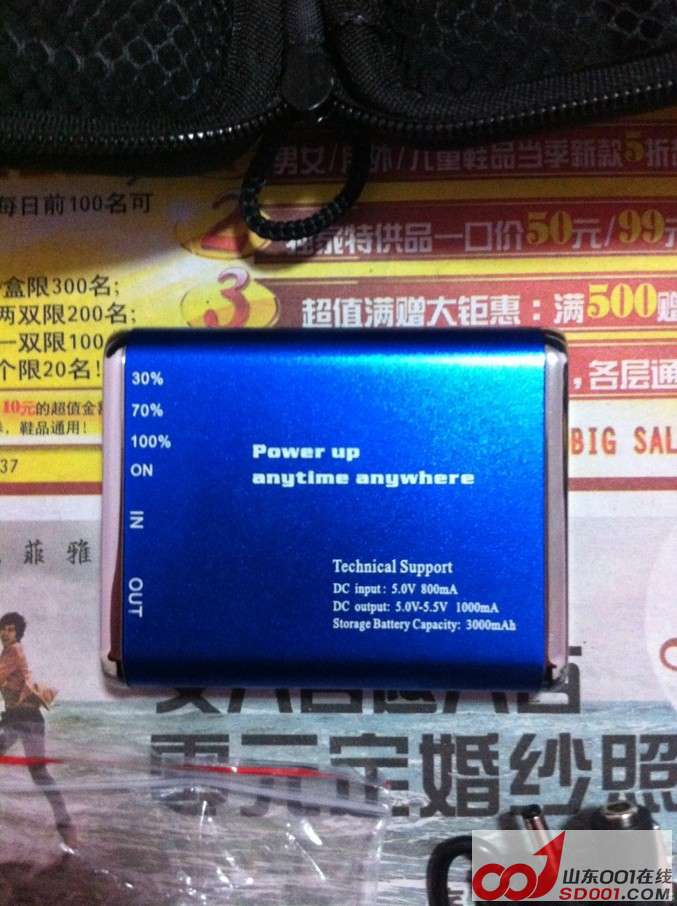 男女/户外/儿童鞋品当季新款5折
每日前100名可
2
独家特供品一口价50元/99元
盒限300名;
3
两双限200名;
超值满赠大钜惠：满500赠
一双限100
个限20名!
，各层通
10元的超值金
，鞋品通用！
BIG SAL
37
30%
70%
100%
ON
IN
OUT
Power up
anytime anywhere
Technical Support
DC input: 5.0V 800mA
DC output: 5.0V-5.5V 1000mA
Storage Battery Capacity: 3000mAh
菲雅
零元定婚纱照
山东001在线
SD001.COM